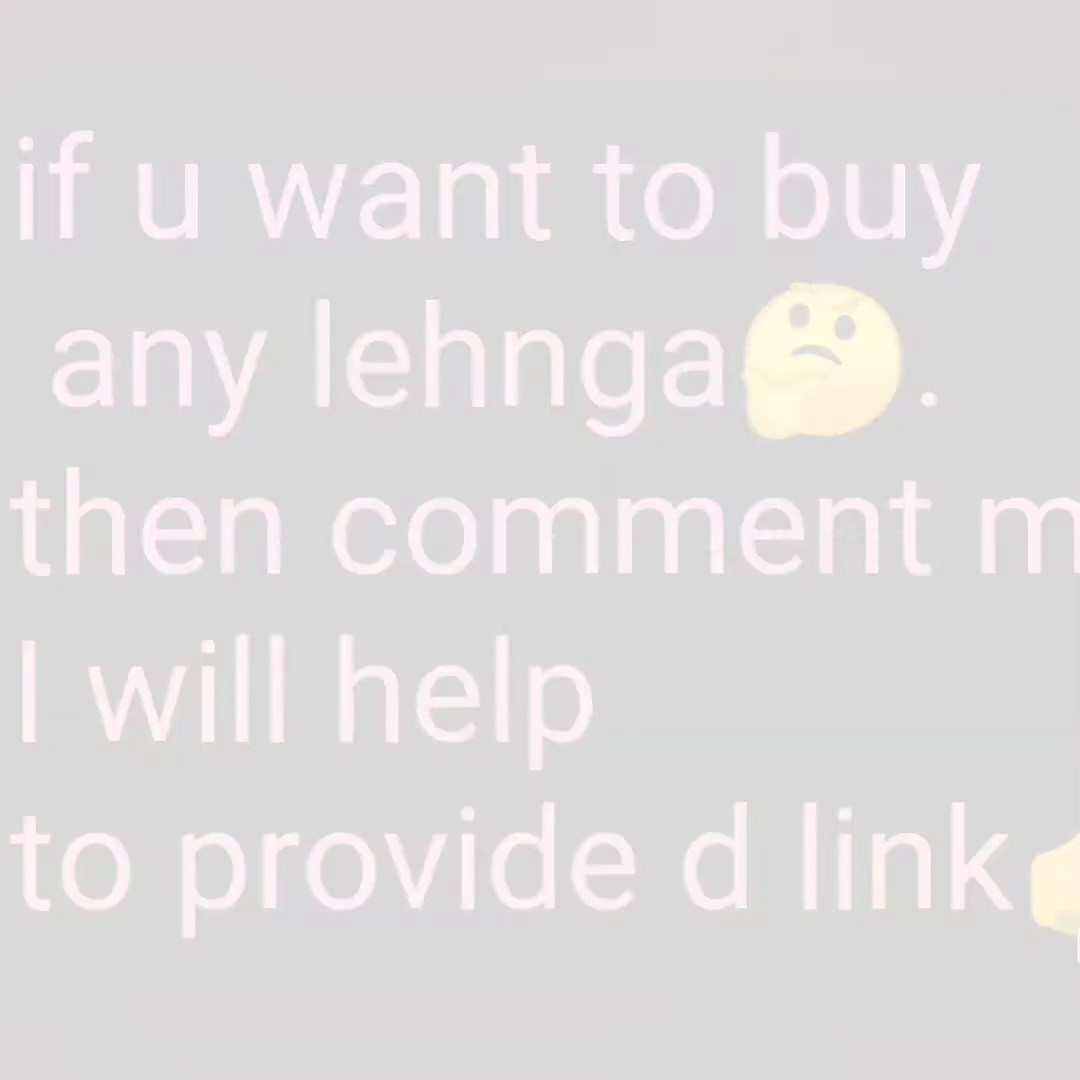 if u want to buy
any lehnga🤔.
then comment m
I will help
to provide d link